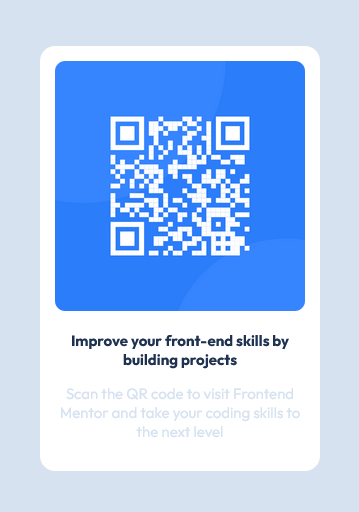 Improve your front-end skills by
building projects
Scan the QR code to visit Frontend
Mentor and take your coding skills to
the next level